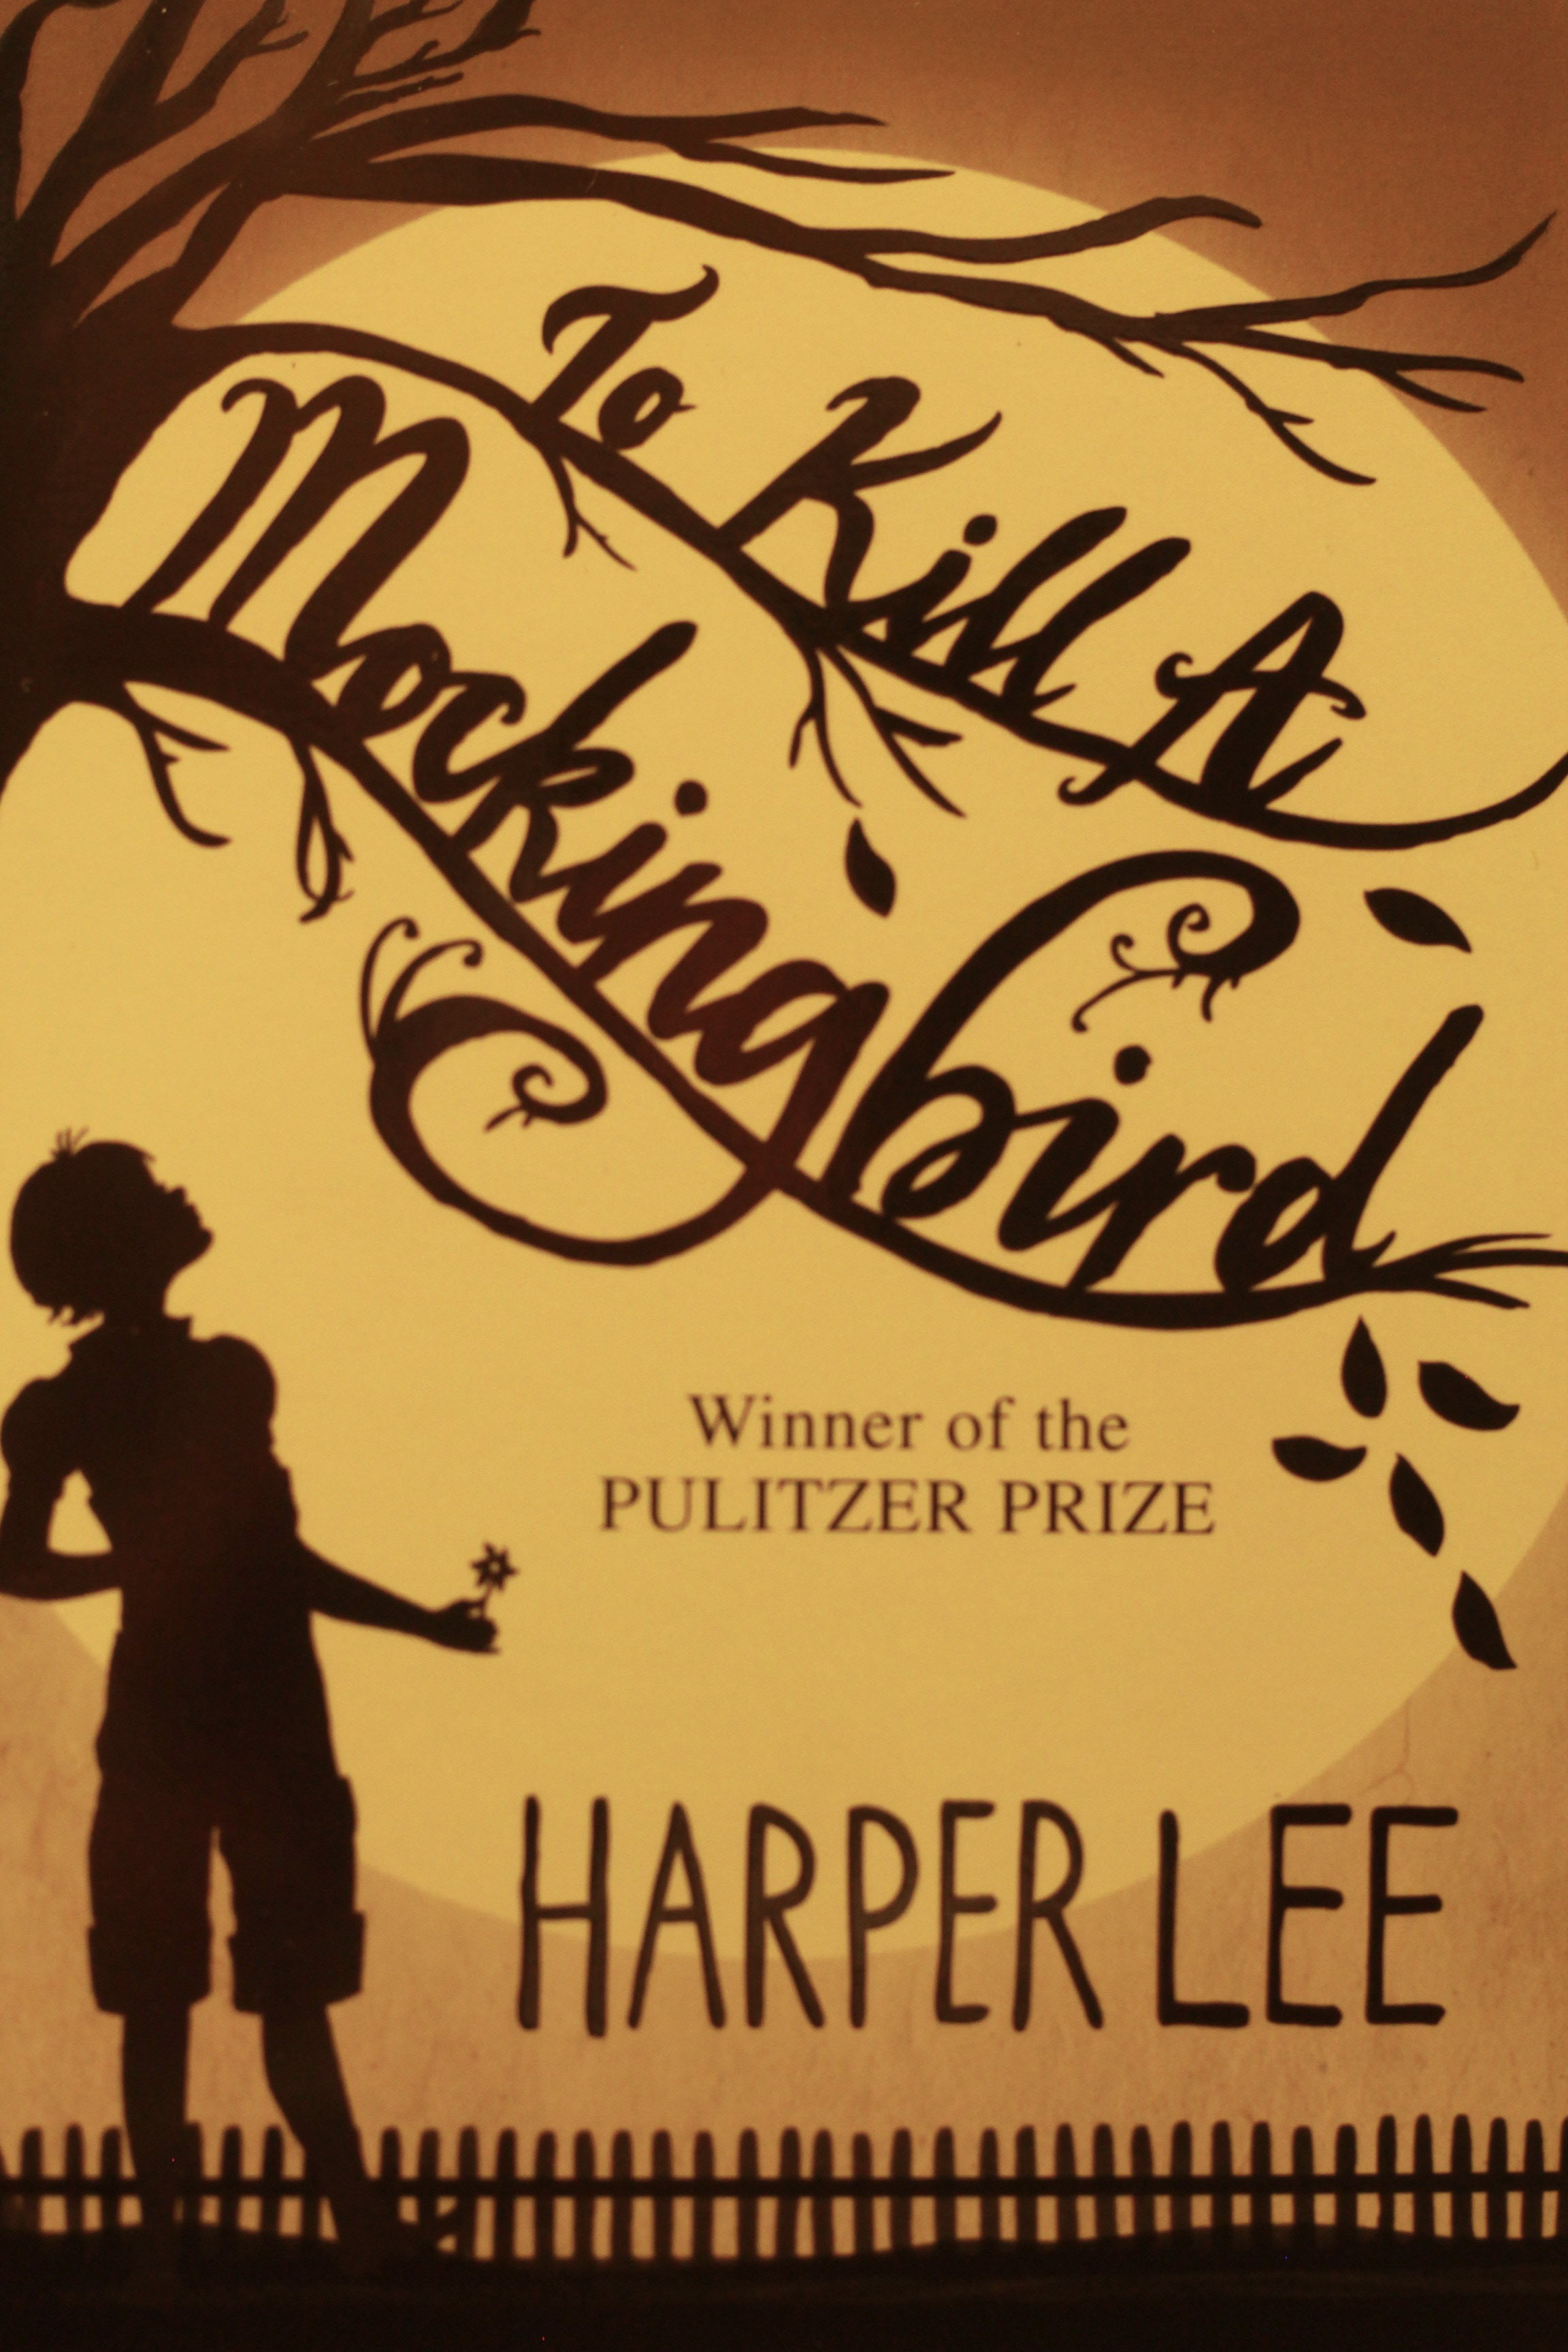 To Kill A
Mockingbird
Winner of the
PULITZER PRIZE
HARPER LEE